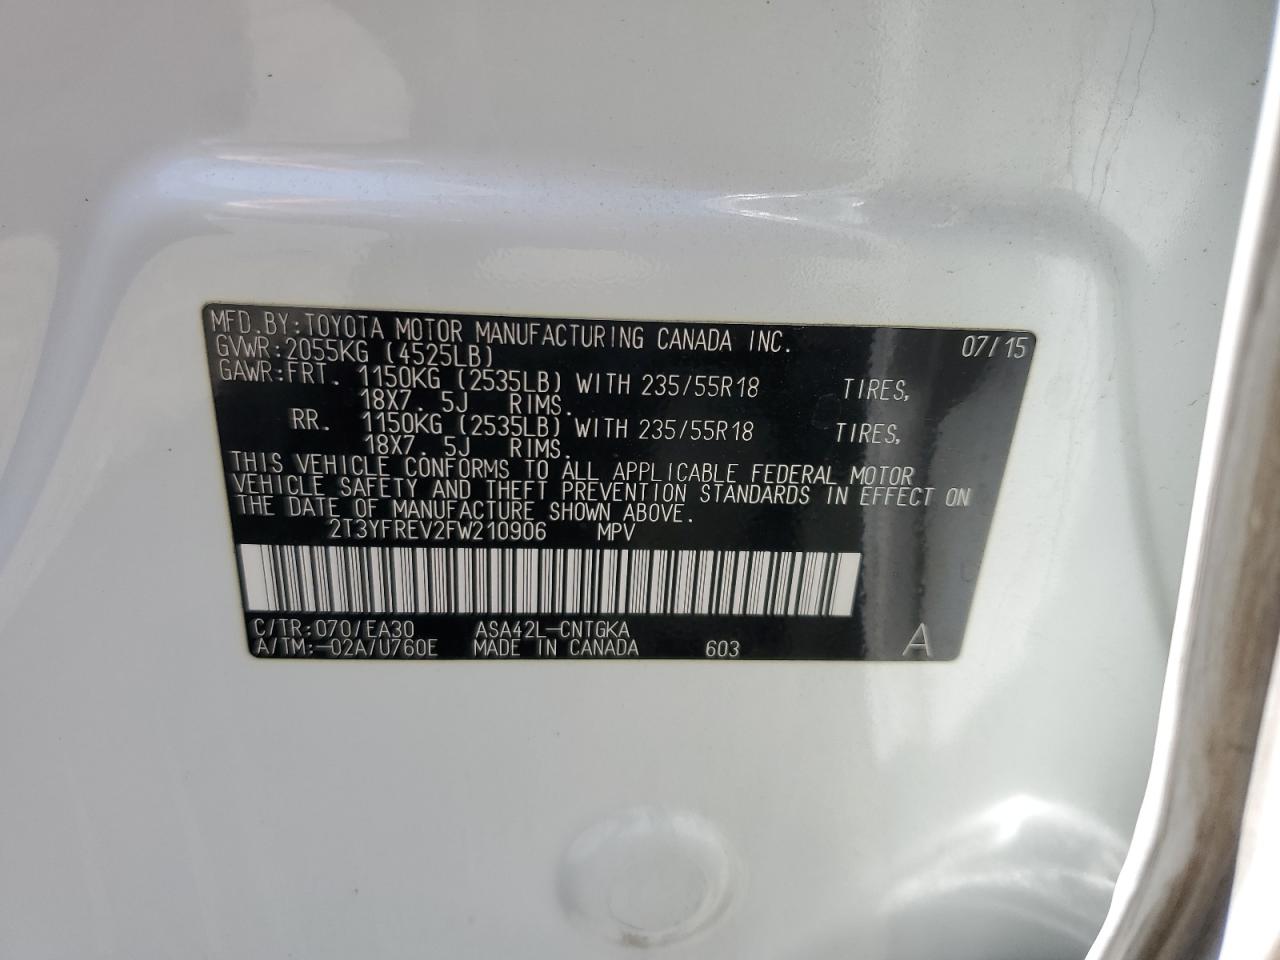 MFD.BY:TOYOTA MOTOR MANUFACTURING CANADA INC. 07/15
GVWR:2055KG (4525LB)
GAWR:FRT. 1150KG (2535LB) WITH 235/55R18 TIRES,
18X7.5J RIMS.
RR. 1150KG (2535LB) WITH 235/55R18 TIRES,
18X7.5J RIMS.
THIS VEHICLE CONFORMS TO ALL APPLICABLE FEDERAL MOTOR
VEHICLE SAFETY AND THEFT PREVENTION STANDARDS IN EFFECT ON
THE DATE OF MANUFACTURE SHOWN ABOVE.
2T3YFREV2FW210906 MPV
C/TR:070/EA30 ASA42L-CNTGKA
A/TM:-02A/U760E MADE IN CANADA 603 A